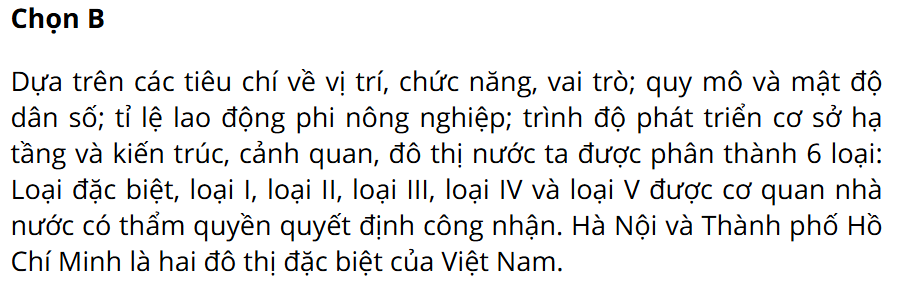 Chọn B
Dựa trên các tiêu chí về vị trí, chức năng, vai trò; quy mô và mật độ
dân số; tỉ lệ lao động phi nông nghiệp; trình độ phát triển cơ sở hạ
tầng và kiến trúc, cảnh quan, đô thị nước ta được phân thành 6 loại:
Loại đặc biệt, loại I, loại II, loại III, loại IV và loại V được cơ quan nhà
nước có thẩm quyền quyết định công nhận. Hà Nội và Thành phố Hồ
Chí Minh là hai đô thị đặc biệt của Việt Nam.